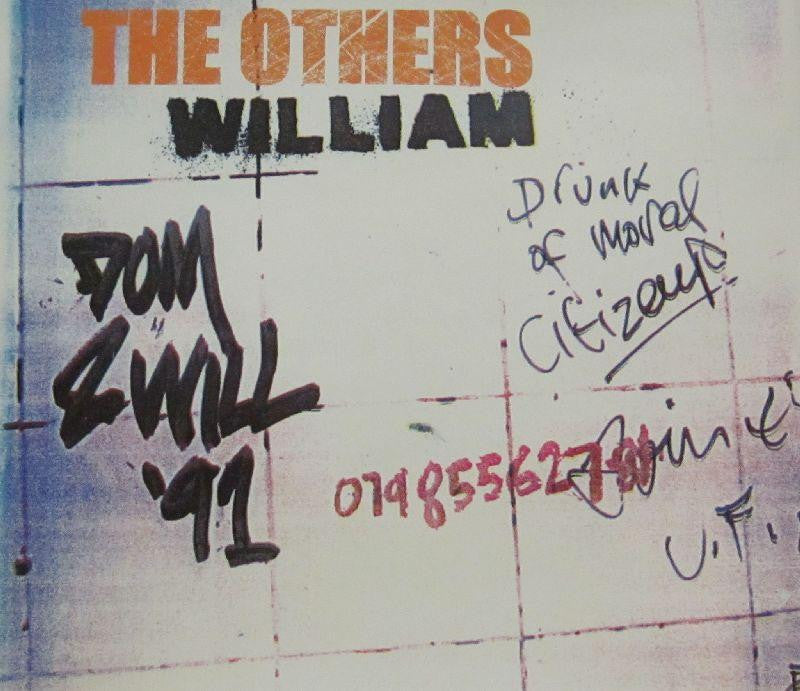 THE OTHERS
WILLIAM
Drunk
of moral
Citizens
DOM
& WILL
'91
U.F.